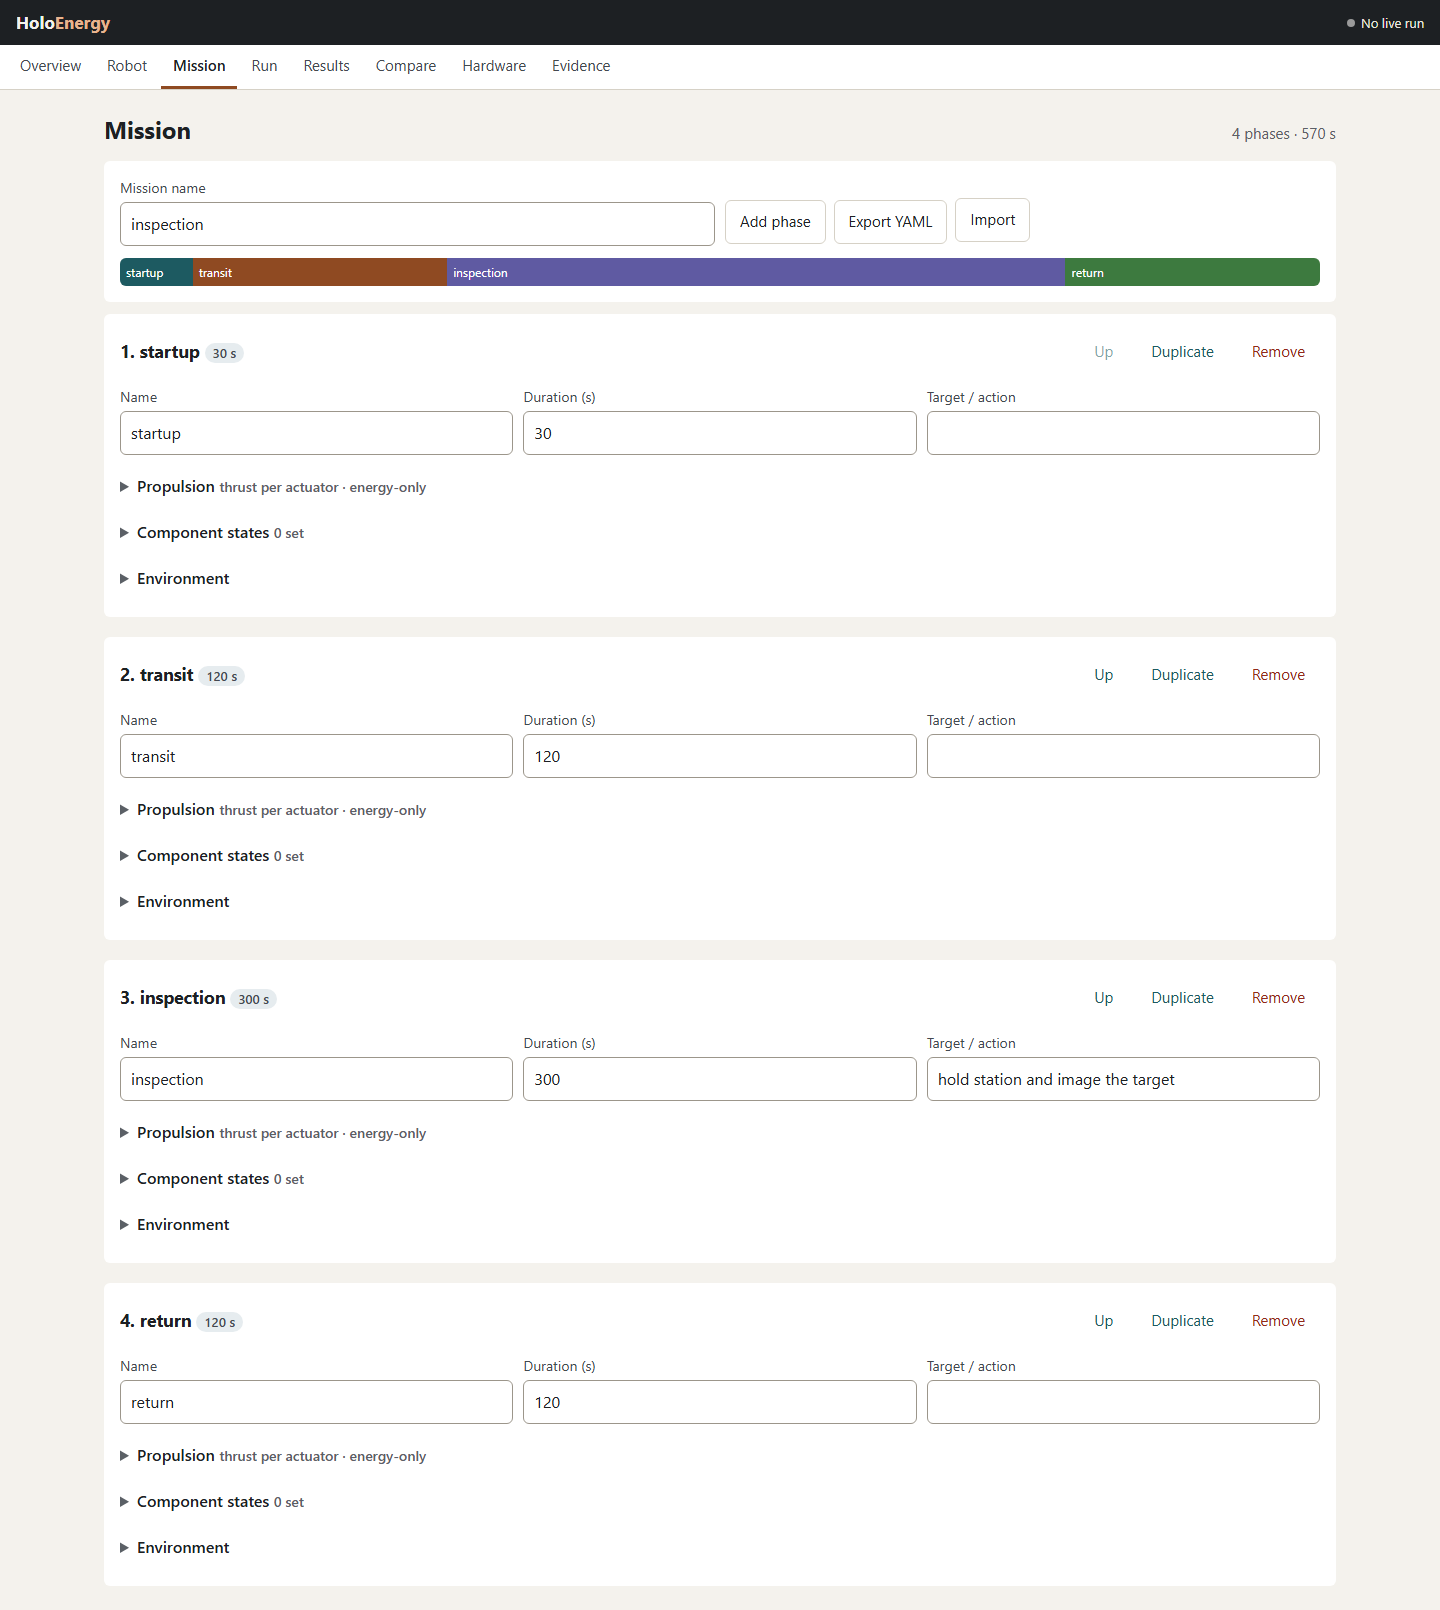 HoloEnergy
No live run
Overview Robot Mission Run Results Compare Hardware Evidence
Mission
4 phases · 570 s
Mission name
inspection
Add phase Export YAML Import
startup transit inspection return
1. startup 30 s
Up Duplicate Remove
Name Duration (s) Target / action
startup 30
Propulsion thrust per actuator · energy-only
Component states 0 set
Environment
2. transit 120 s
Up Duplicate Remove
Name Duration (s) Target / action
transit 120
Propulsion thrust per actuator · energy-only
Component states 0 set
Environment
3. inspection 300 s
Up Duplicate Remove
Name Duration (s) Target / action
inspection 300 hold station and image the target
Propulsion thrust per actuator · energy-only
Component states 0 set
Environment
4. return 120 s
Up Duplicate Remove
Name Duration (s) Target / action
return 120
Propulsion thrust per actuator · energy-only
Component states 0 set
Environment